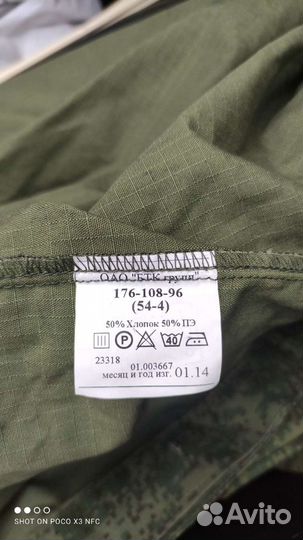 ОАО "БТК групп"
176-108-96
(54-4)
50% Хлопок 50% ПЭ
P 40
23318 01.003667
месяц и год изг. 01.14
SHOT ON POCO X3 NFC
Avito